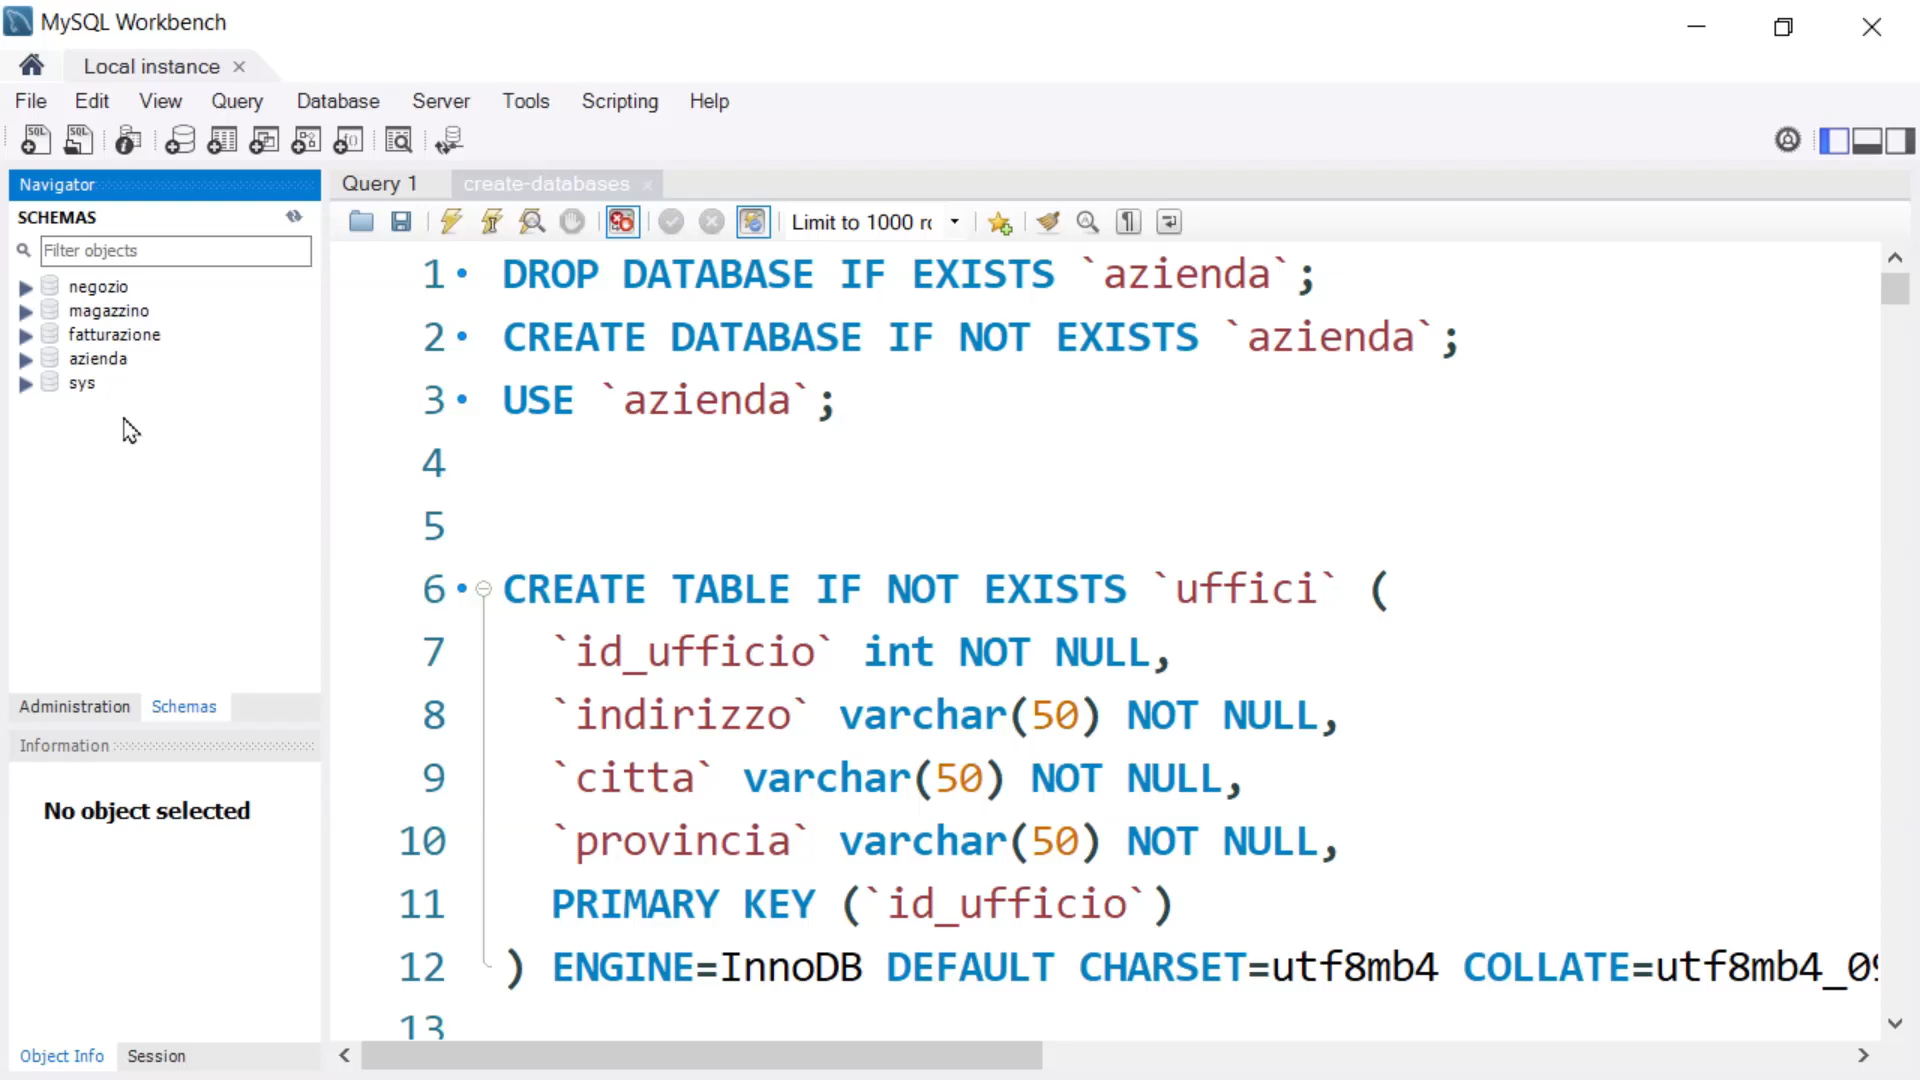 MySQL Workbench
Local instance
File Edit View Query Database Server Tools Scripting Help
Navigator
SCHEMAS
Filter objects
negozio
magazzino
fatturazione
azienda
sys
Administration Schemas
Information
No object selected
Object Info Session
Query 1 create-databases
Limit to 1000 rc
1 DROP DATABASE IF EXISTS `azienda`;
2 CREATE DATABASE IF NOT EXISTS `azienda`;
3 USE `azienda`;
4
5
6 CREATE TABLE IF NOT EXISTS `uffici` (
7 `id_ufficio` int NOT NULL,
8 `indirizzo` varchar(50) NOT NULL,
9 `citta` varchar(50) NOT NULL,
10 `provincia` varchar(50) NOT NULL,
11 PRIMARY KEY (`id_ufficio`)
12 ) ENGINE=InnoDB DEFAULT CHARSET=utf8mb4 COLLATE=utf8mb4_09
13